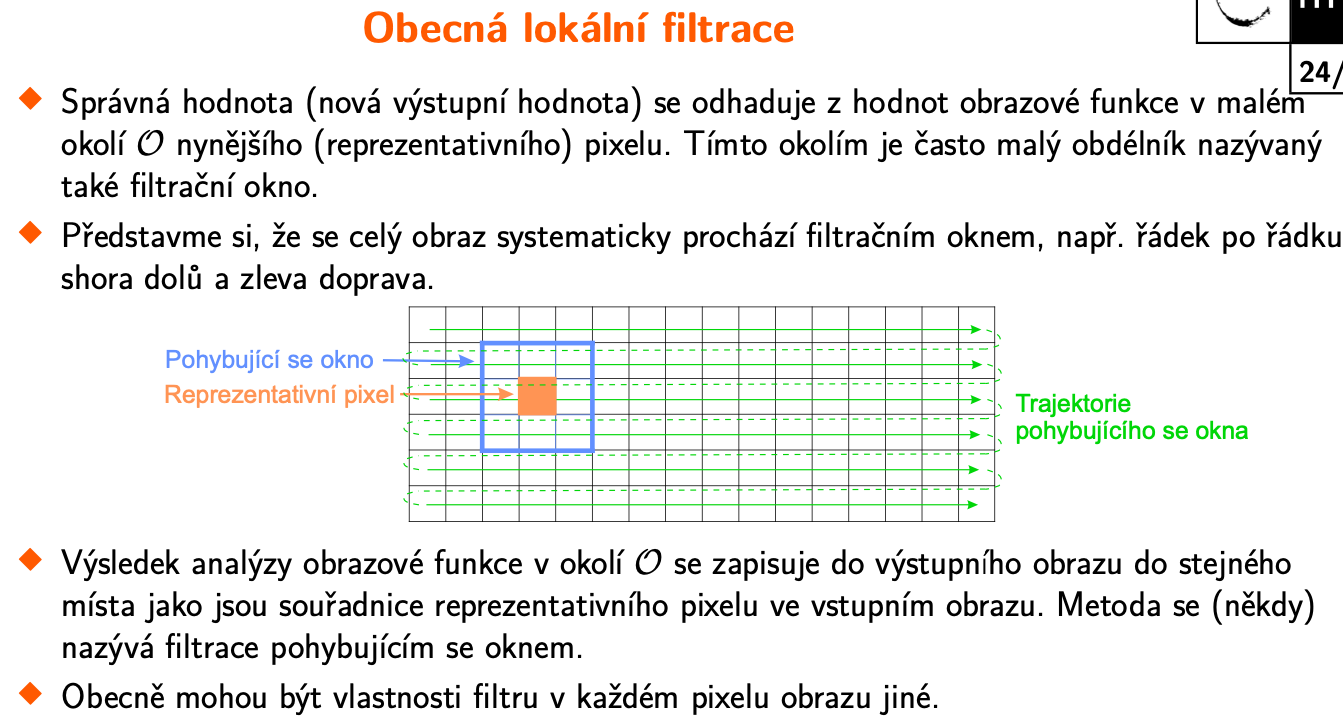 Obecná lokální filtrace
24/
Správná hodnota (nová výstupní hodnota) se odhaduje z hodnot obrazové funkce v malém
okolí O nynějšího (reprezentativního) pixelu. Tímto okolím je často malý obdélník nazývaný
také filtrační okno.
Představme si, že se celý obraz systematicky prochází filtračním oknem, např. řádek po řádku
shora dolů a zleva doprava.
Pohybující se okno
Reprezentativní pixel
Trajektorie
pohybujícího se okna
Výsledek analýzy obrazové funkce v okolí O se zapisuje do výstupního obrazu do stejného
místa jako jsou souřadnice reprezentativního pixelu ve vstupním obrazu. Metoda se (někdy)
nazývá filtrace pohybujícím se oknem.
Obecně mohou být vlastnosti filtru v každém pixelu obrazu jiné.